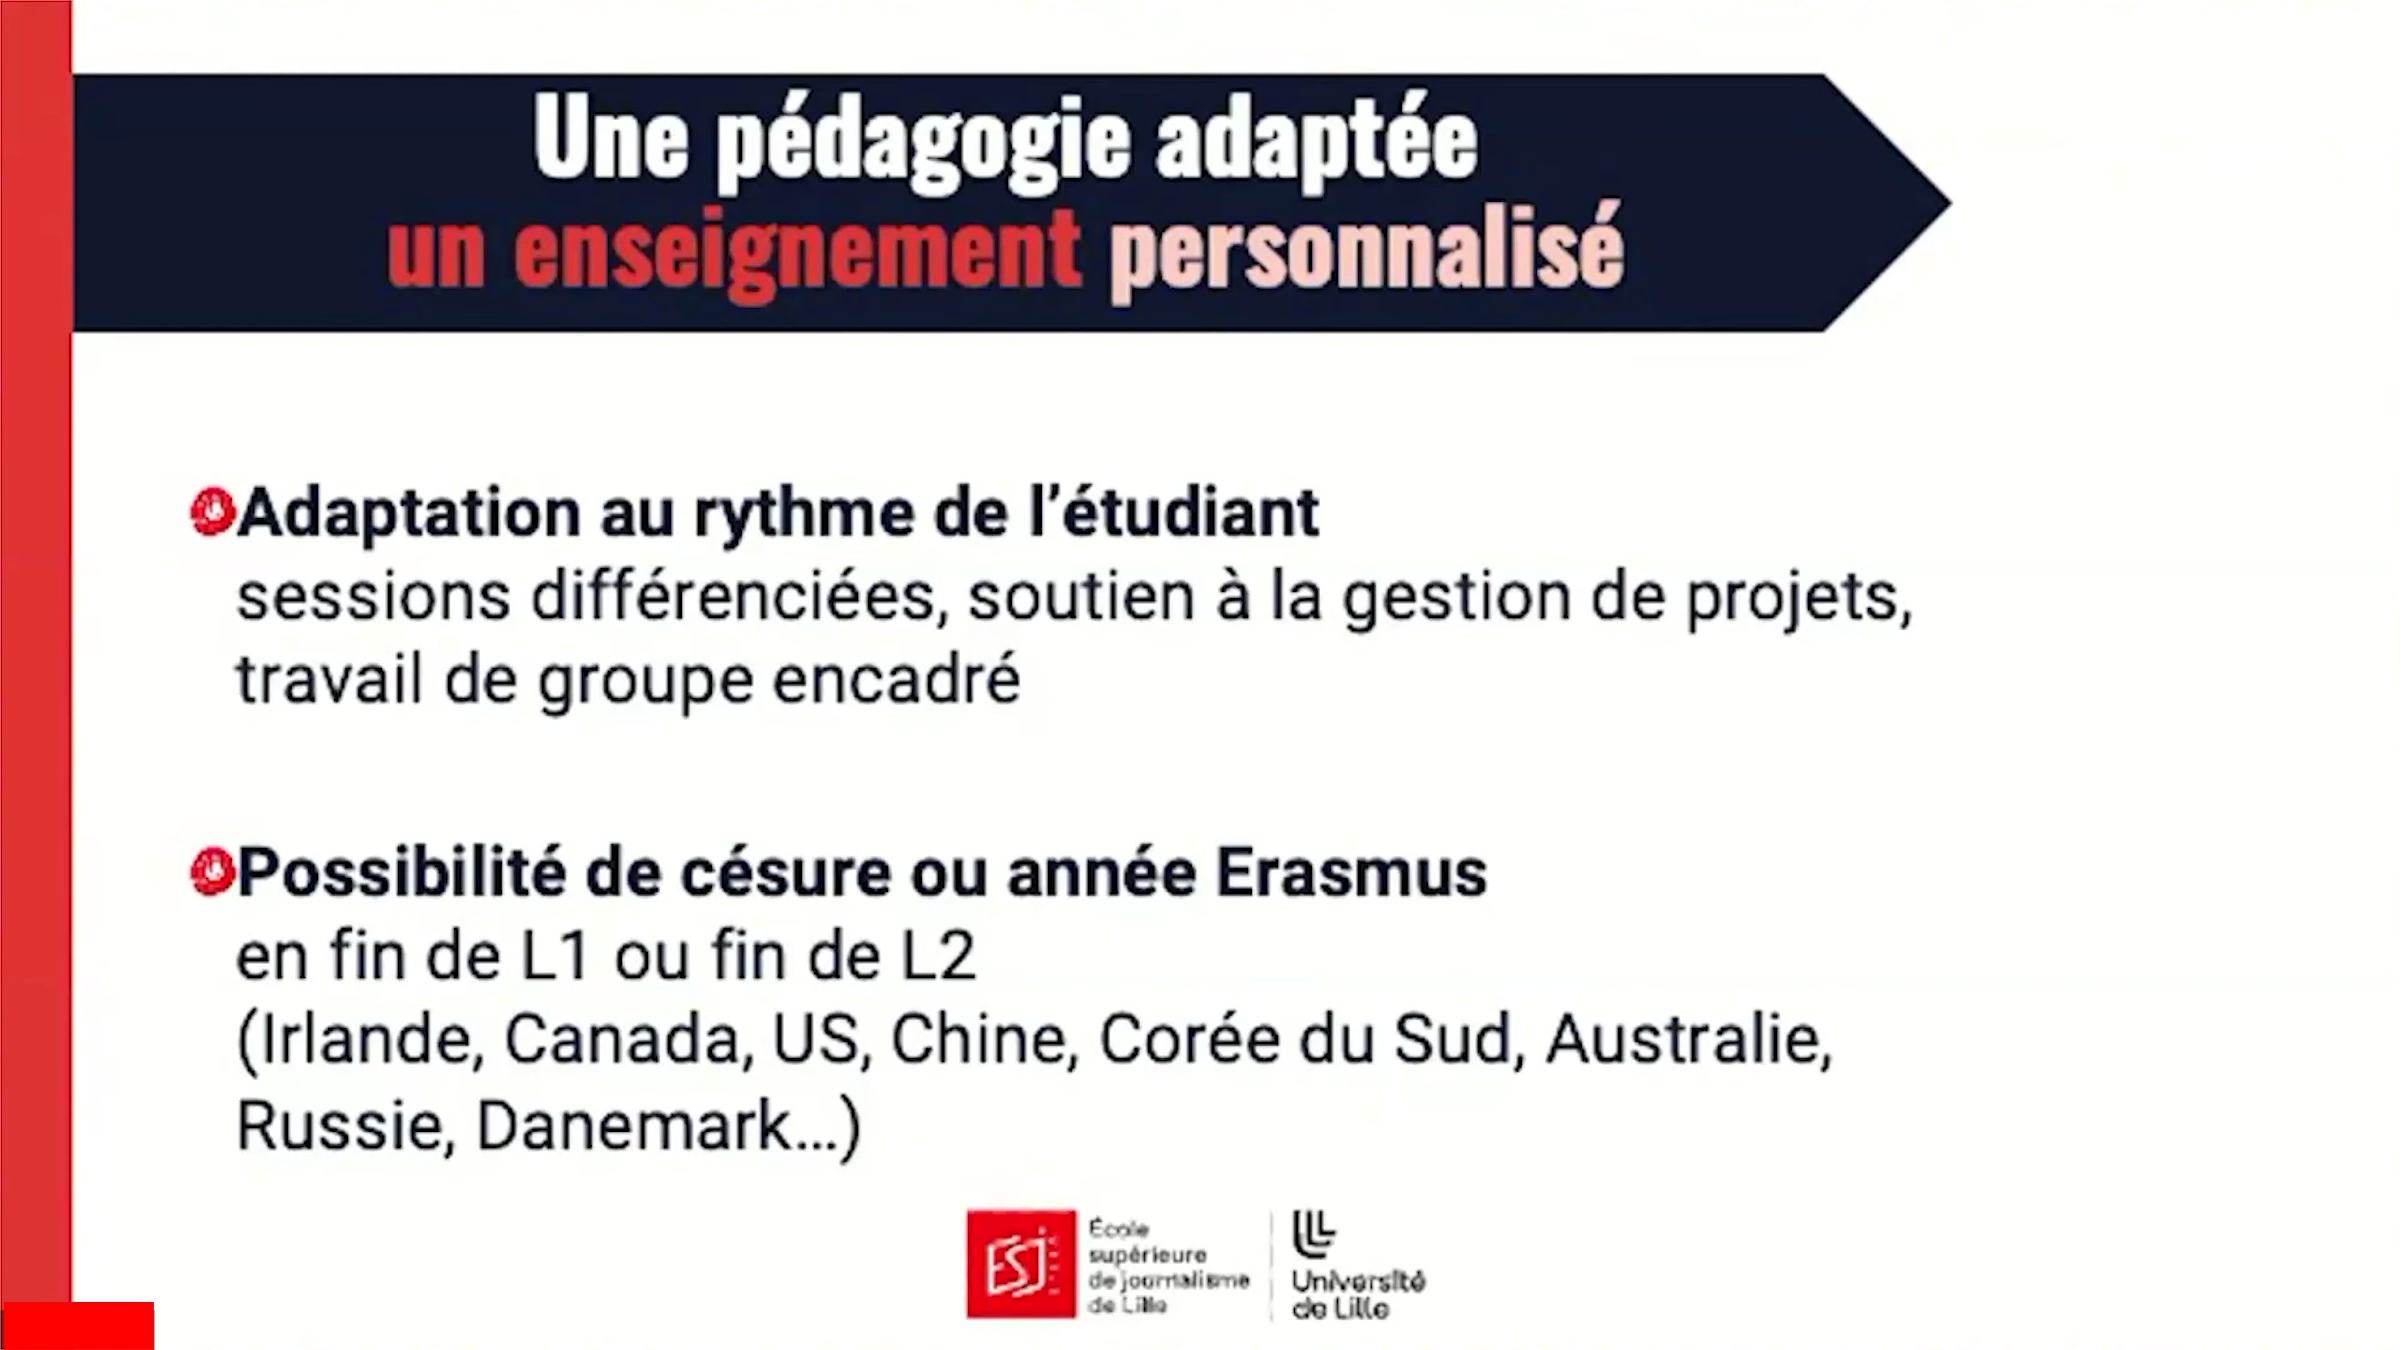 Une pédagogie adaptée
un enseignement personnalisé
Adaptation au rythme de l’étudiant
sessions différenciées, soutien à la gestion de projets,
travail de groupe encadré
Possibilité de césure ou année Erasmus
en fin de L1 ou fin de L2
(Irlande, Canada, US, Chine, Corée du Sud, Australie,
Russie, Danemark...)
ESJ
École
supérieure
de journalisme
de Lille
Université
de Lille